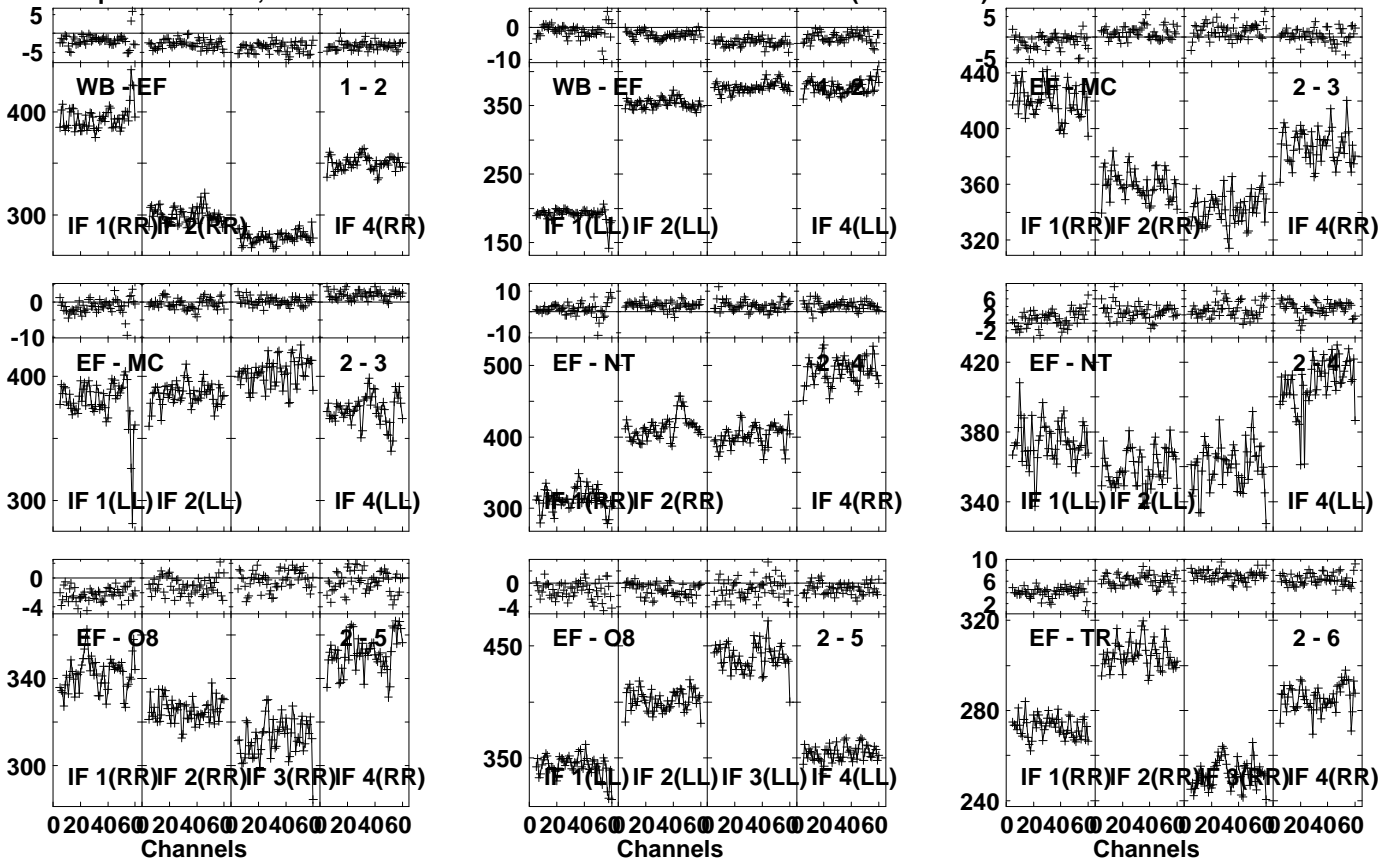 5
-5
WB - EF
1 - 2
400
300
IF 1(RR)
IF 2(RR)
IF 4(RR)
0
-10
WB - EF
1 - 2
350
250
150
IF 1(LL)
IF 2(LL)
IF 4(LL)
5
-5
440
EF - MC
2 - 3
400
360
320
IF 1(RR)
IF 2(RR)
IF 4(RR)
0
-10
EF - MC
2 - 3
400
300
IF 1(LL)
IF 2(LL)
IF 4(LL)
10
-10
EF - NT
2 - 4
500
400
300
IF 1(RR)
IF 2(RR)
IF 4(RR)
6
2
-2
EF - NT
2 - 4
420
380
340
IF 1(LL)
IF 2(LL)
IF 4(LL)
0
-4
EF - O8
2 - 5
340
300
IF 1(RR)
IF 2(RR)
IF 3(RR)
IF 4(RR)
0 20 40 60 0 20 40 60 0 20 40 60 0 20 40 60
Channels
0
-4
EF - O8
2 - 5
450
350
IF 1(LL)
IF 2(LL)
IF 3(LL)
IF 4(LL)
0 20 40 60 0 20 40 60 0 20 40 60 0 20 40 60
Channels
10
6
2
320
EF - TR
2 - 6
280
240
IF 1(RR)
IF 2(RR)
IF 3(RR)
IF 4(RR)
0 20 40 60 0 20 40 60 0 20 40 60 0 20 40 60
Channels